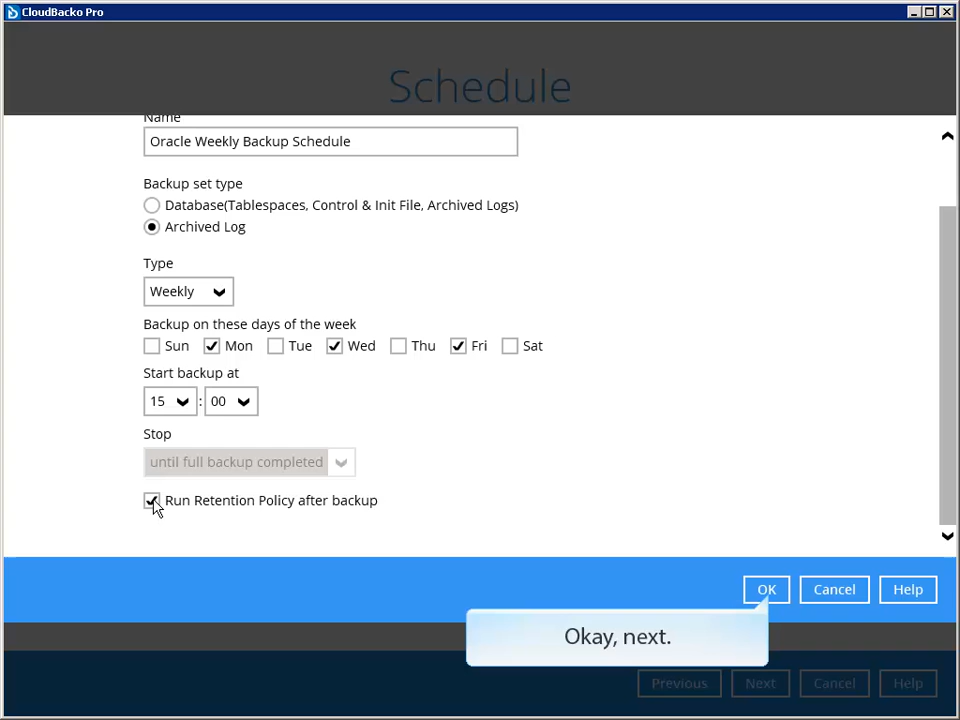 CloudBacko Pro
Schedule
Name
Oracle Weekly Backup Schedule
Backup set type
Database(Tablespaces, Control & Init File, Archived Logs)
Archived Log
Type
Weekly
Backup on these days of the week
Sun Mon Tue Wed Thu Fri Sat
Start backup at
15 : 00
Stop
until full backup completed
Run Retention Policy after backup
OK Cancel Help
Okay, next.
Previous Next Cancel Help